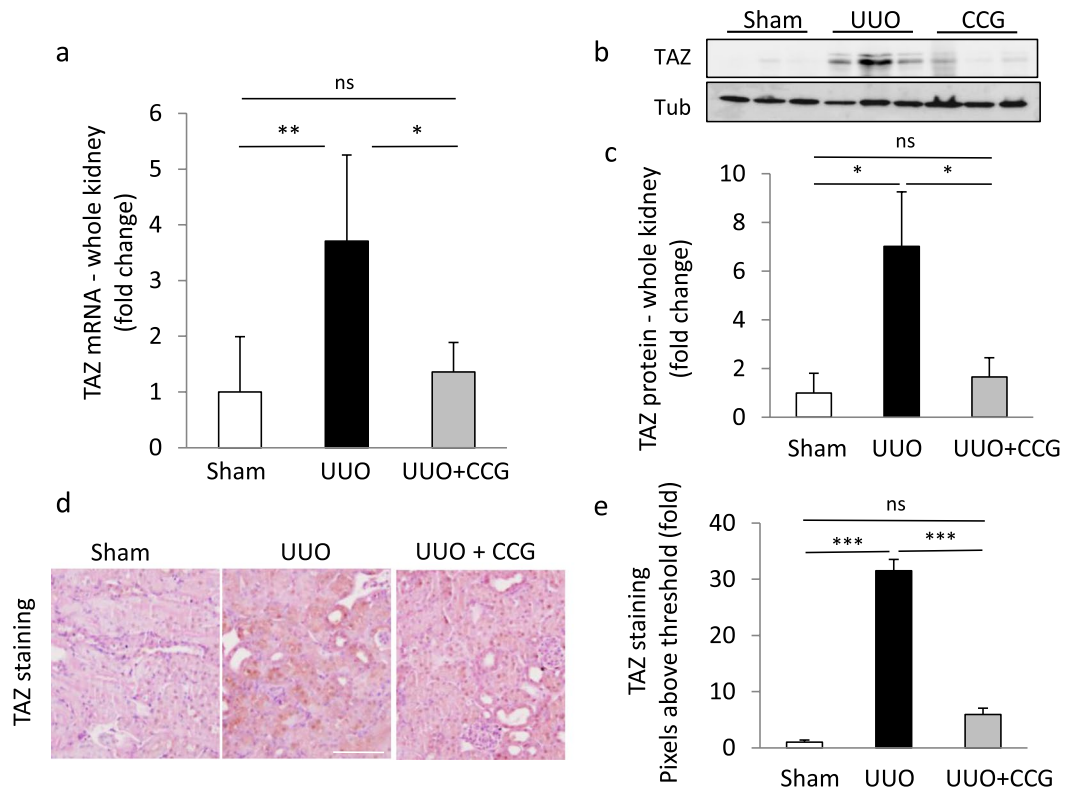 a
ns
**
*
6
5
4
3
2
1
0
TAZ mRNA - whole kidney
(fold change)
Sham UUO UUO+CCG
b
Sham UUO CCG
TAZ
Tub
c
ns
*
*
10
8
6
4
2
0
TAZ protein - whole kidney
(fold change)
Sham UUO UUO+CCG
d
Sham UUO UUO + CCG
TAZ staining
e
ns
***
***
40
30
20
10
0
TAZ staining
Pixels above threshold (fold)
Sham UUO UUO+CCG